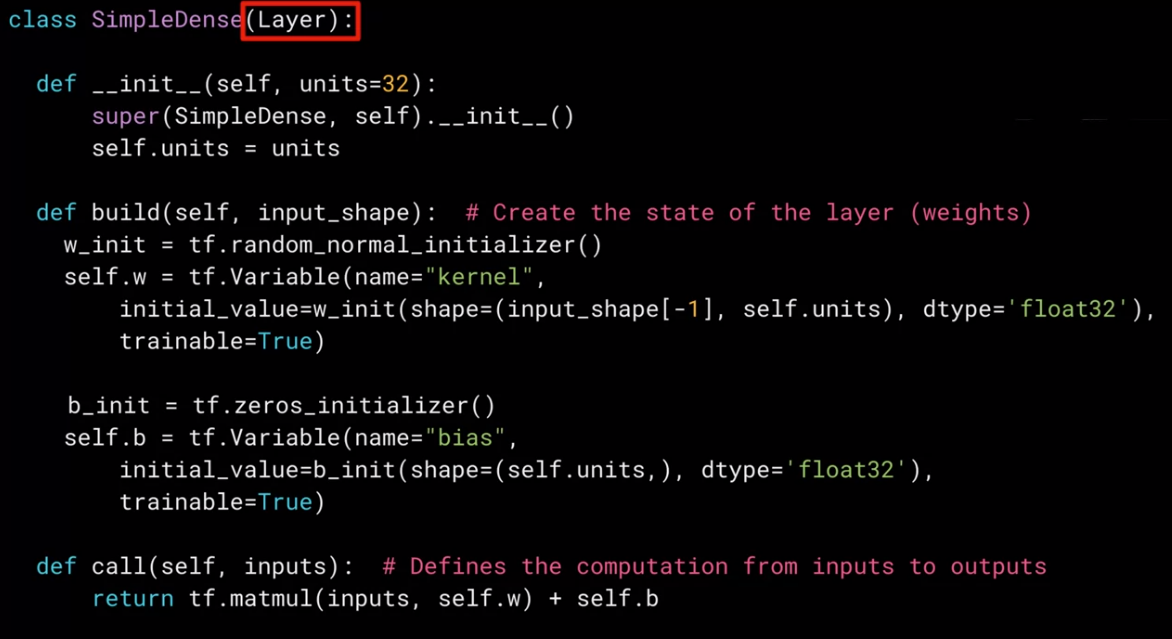 class SimpleDense(Layer):
def __init__(self, units=32):
super(SimpleDense, self).__init__()
self.units = units
def build(self, input_shape):  # Create the state of the layer (weights)
w_init = tf.random_normal_initializer()
self.w = tf.Variable(name="kernel",
initial_value=w_init(shape=(input_shape[-1], self.units), dtype='float32'),
trainable=True)
b_init = tf.zeros_initializer()
self.b = tf.Variable(name="bias",
initial_value=b_init(shape=(self.units,), dtype='float32'),
trainable=True)
def call(self, inputs):  # Defines the computation from inputs to outputs
return tf.matmul(inputs, self.w) + self.b